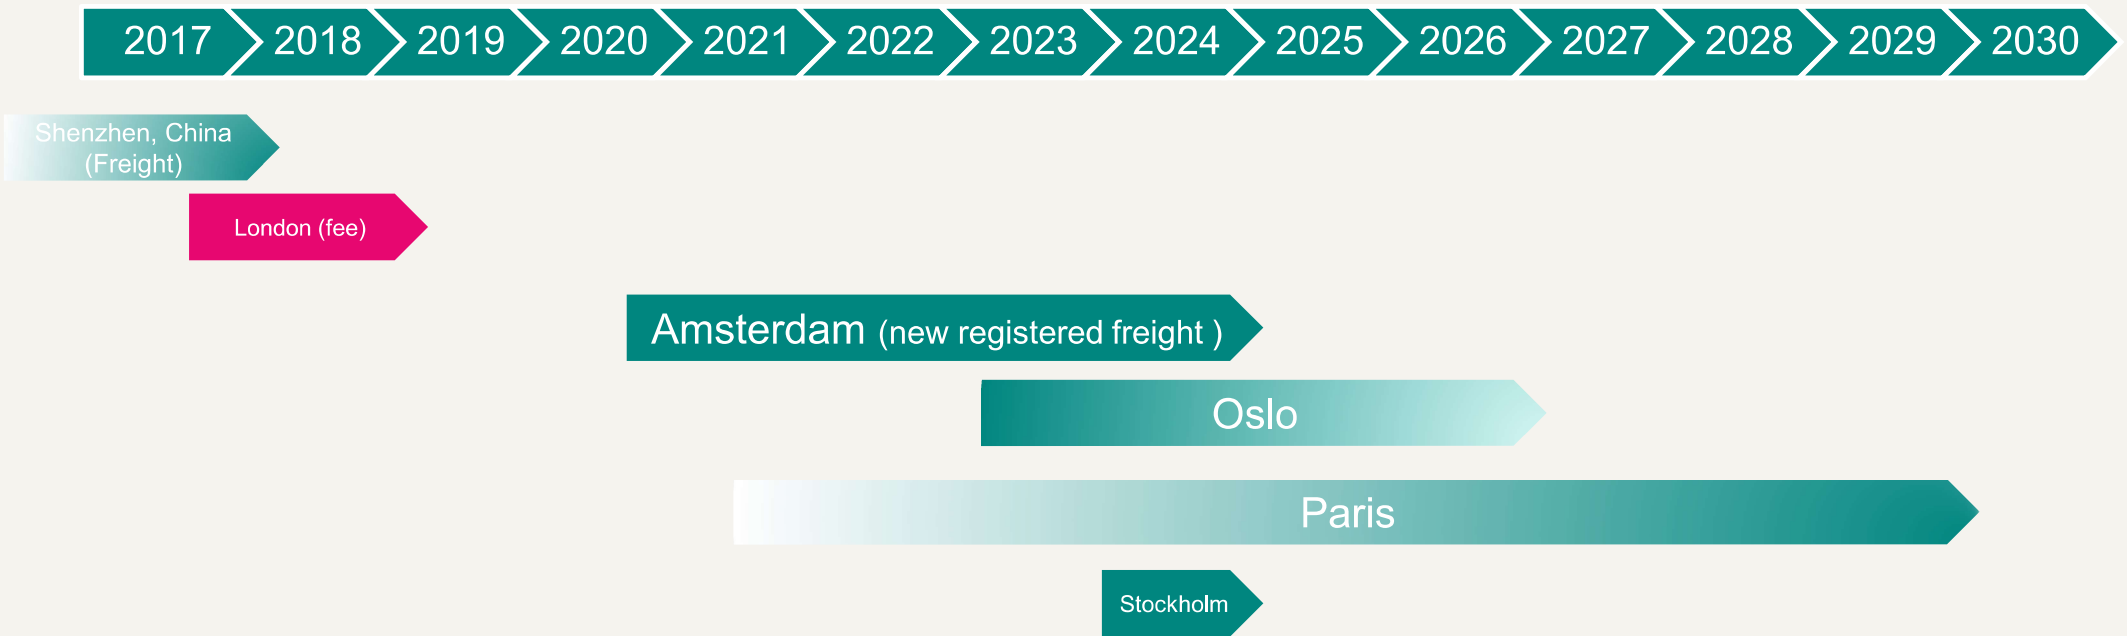 2017 2018 2019 2020 2021 2022 2023 2024 2025 2026 2027 2028 2029 2030
Shenzhen, China
(Freight)
London (fee)
Amsterdam (new registered freight )
Oslo
Paris
Stockholm